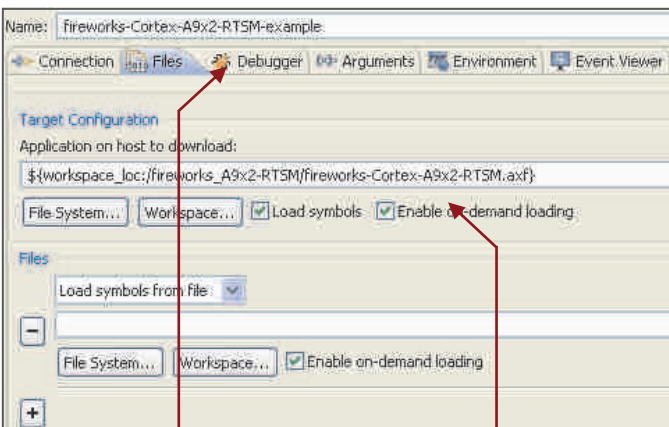 Name: fireworks-Cortex-A9x2-RTSM-example
Connection Files Debugger Arguments Environment Event Viewer
Target Configuration
Application on host to download:
${workspace_loc:/fireworks_A9x2-RTSM/fireworks-Cortex-A9x2-RTSM.axf}
File System... Workspace... Load symbols Enable on-demand loading
Files
Load symbols from file
File System... Workspace... Enable on-demand loading